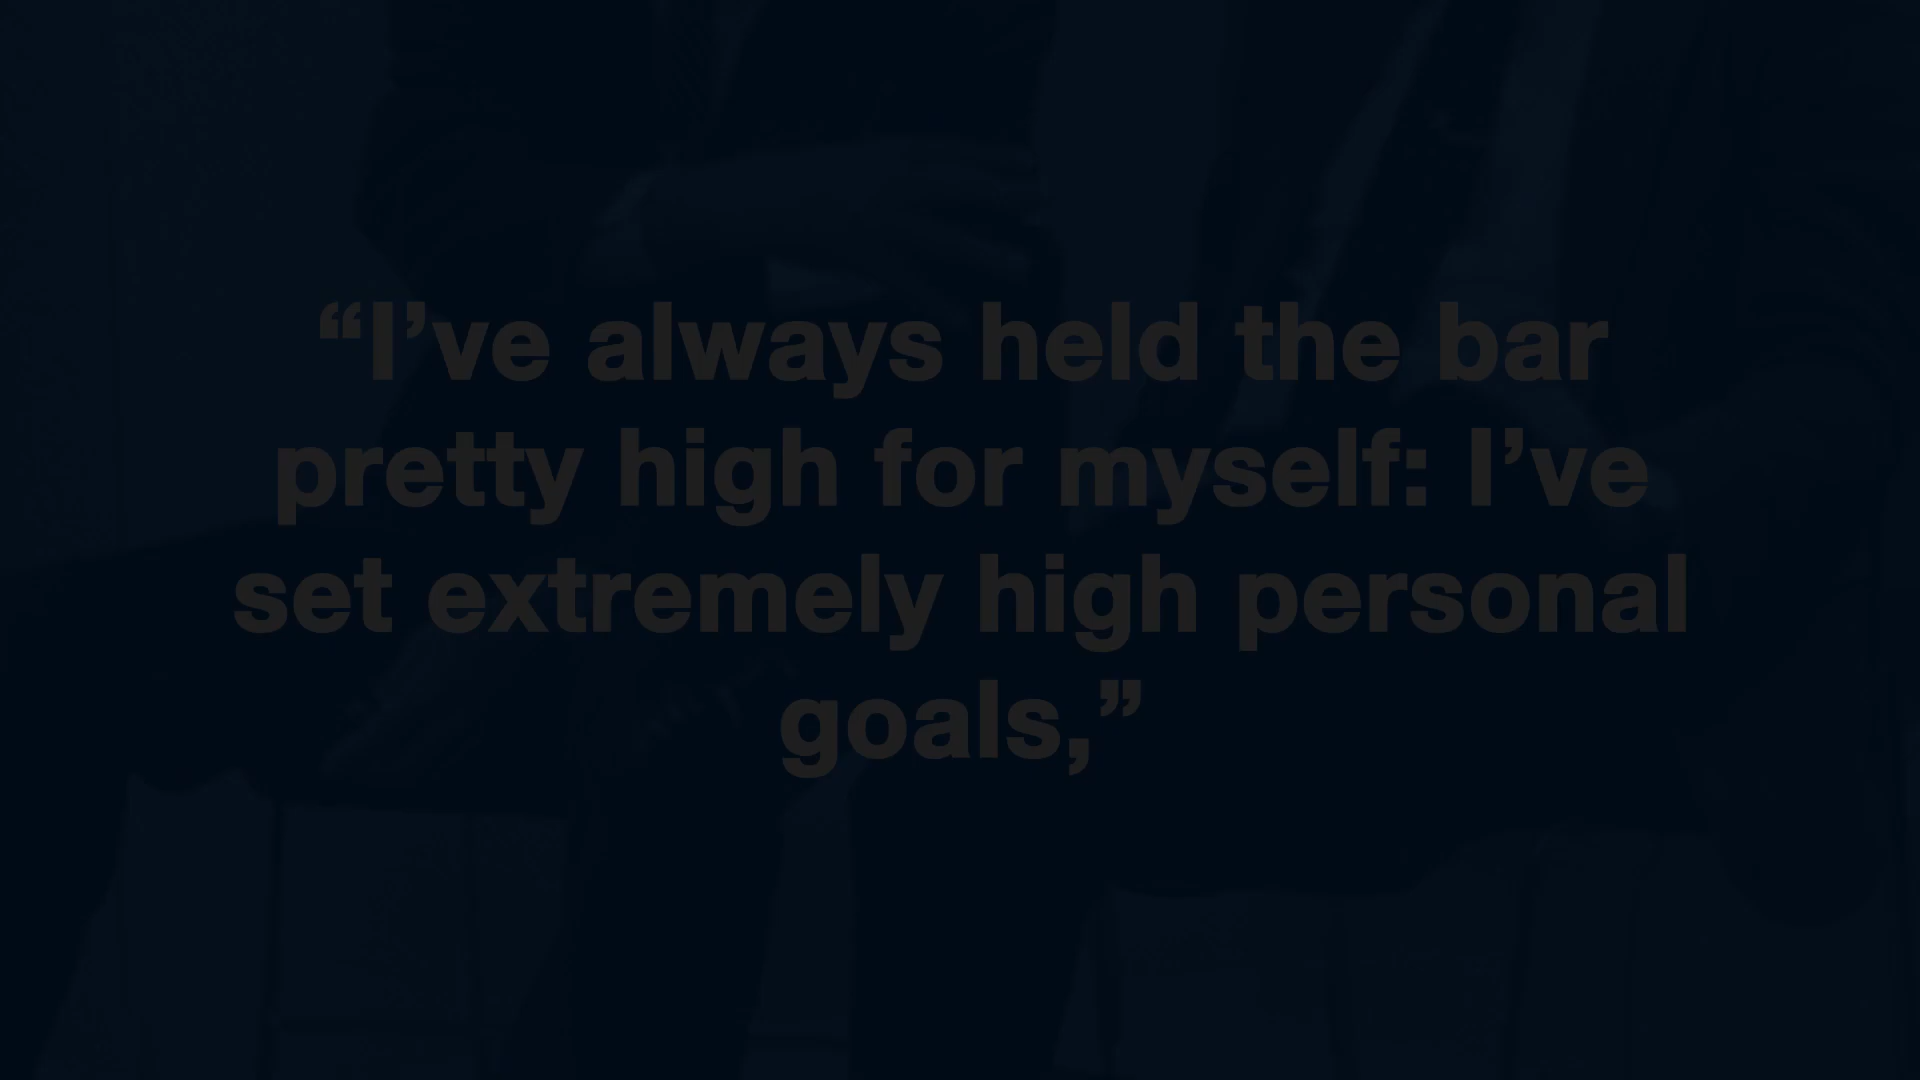 “I’ve always held the bar
pretty high for myself: I’ve
set extremely high personal
goals,”